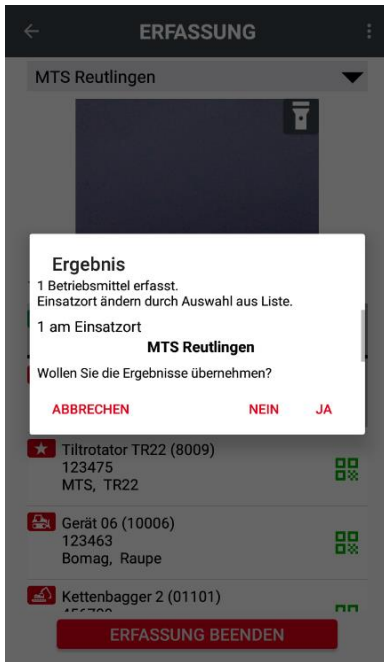 ERFASSUNG
MTS Reutlingen
Ergebnis
1 Betriebsmittel erfasst.
Einsatzort ändern durch Auswahl aus Liste.
1 am Einsatzort
MTS Reutlingen
Wollen Sie die Ergebnisse übernehmen?
ABBRECHEN NEIN JA
Tiltrotator TR22 (8009)
123475
MTS, TR22
Gerät 06 (10006)
123463
Bomag, Raupe
Kettenbagger 2 (01101)
ERFASSUNG BEENDEN